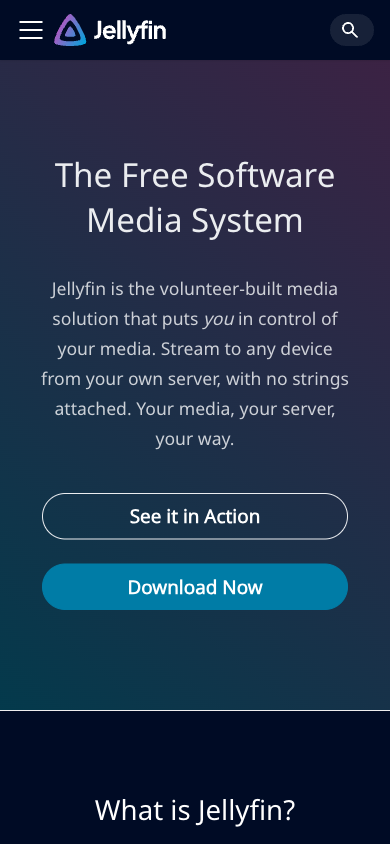 Jellyfin
The Free Software
Media System
Jellyfin is the volunteer-built media
solution that puts you in control of
your media. Stream to any device
from your own server, with no strings
attached. Your media, your server,
your way.
See it in Action
Download Now
What is Jellyfin?